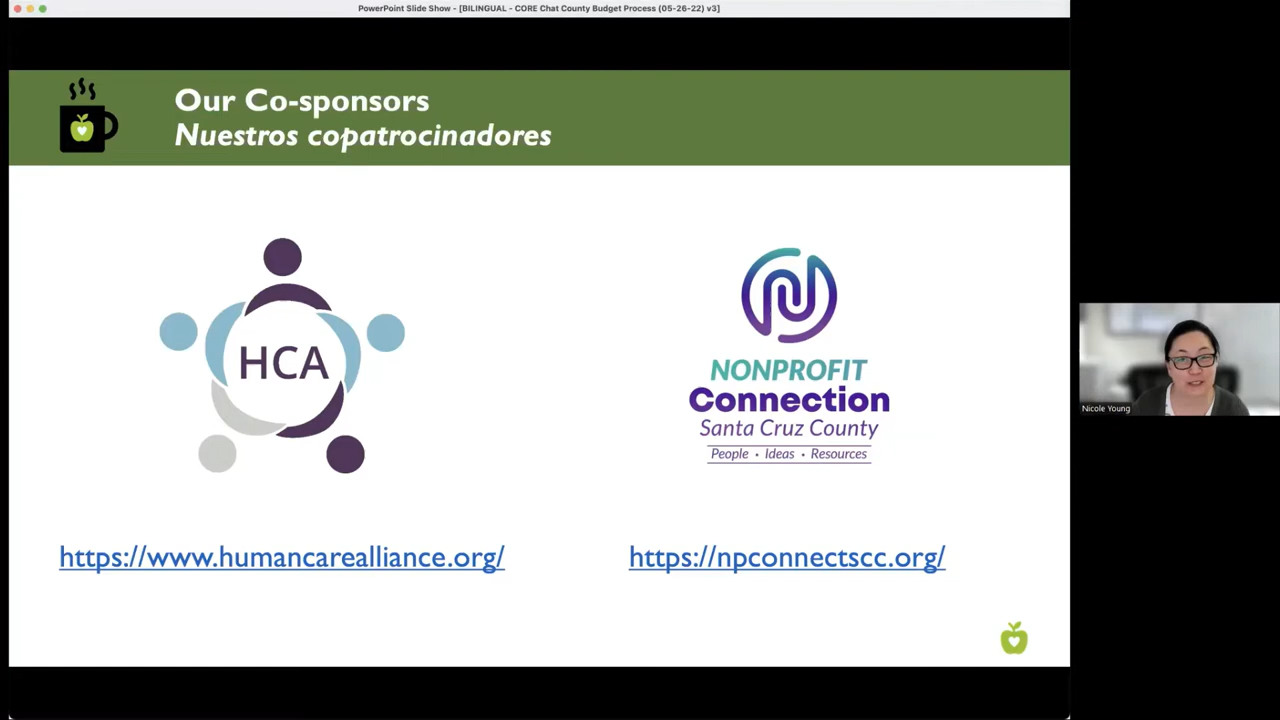 PowerPoint Slide Show - [BILINGUAL - CORE Chat County Budget Process (05-26-22) v3]
Our Co-sponsors
Nuestros copatrocinadores
HCA
NONPROFIT
Connection
Santa Cruz County
People • Ideas • Resources
https://www.humancarealliance.org/
https://npconnectscc.org/
Nicole Young